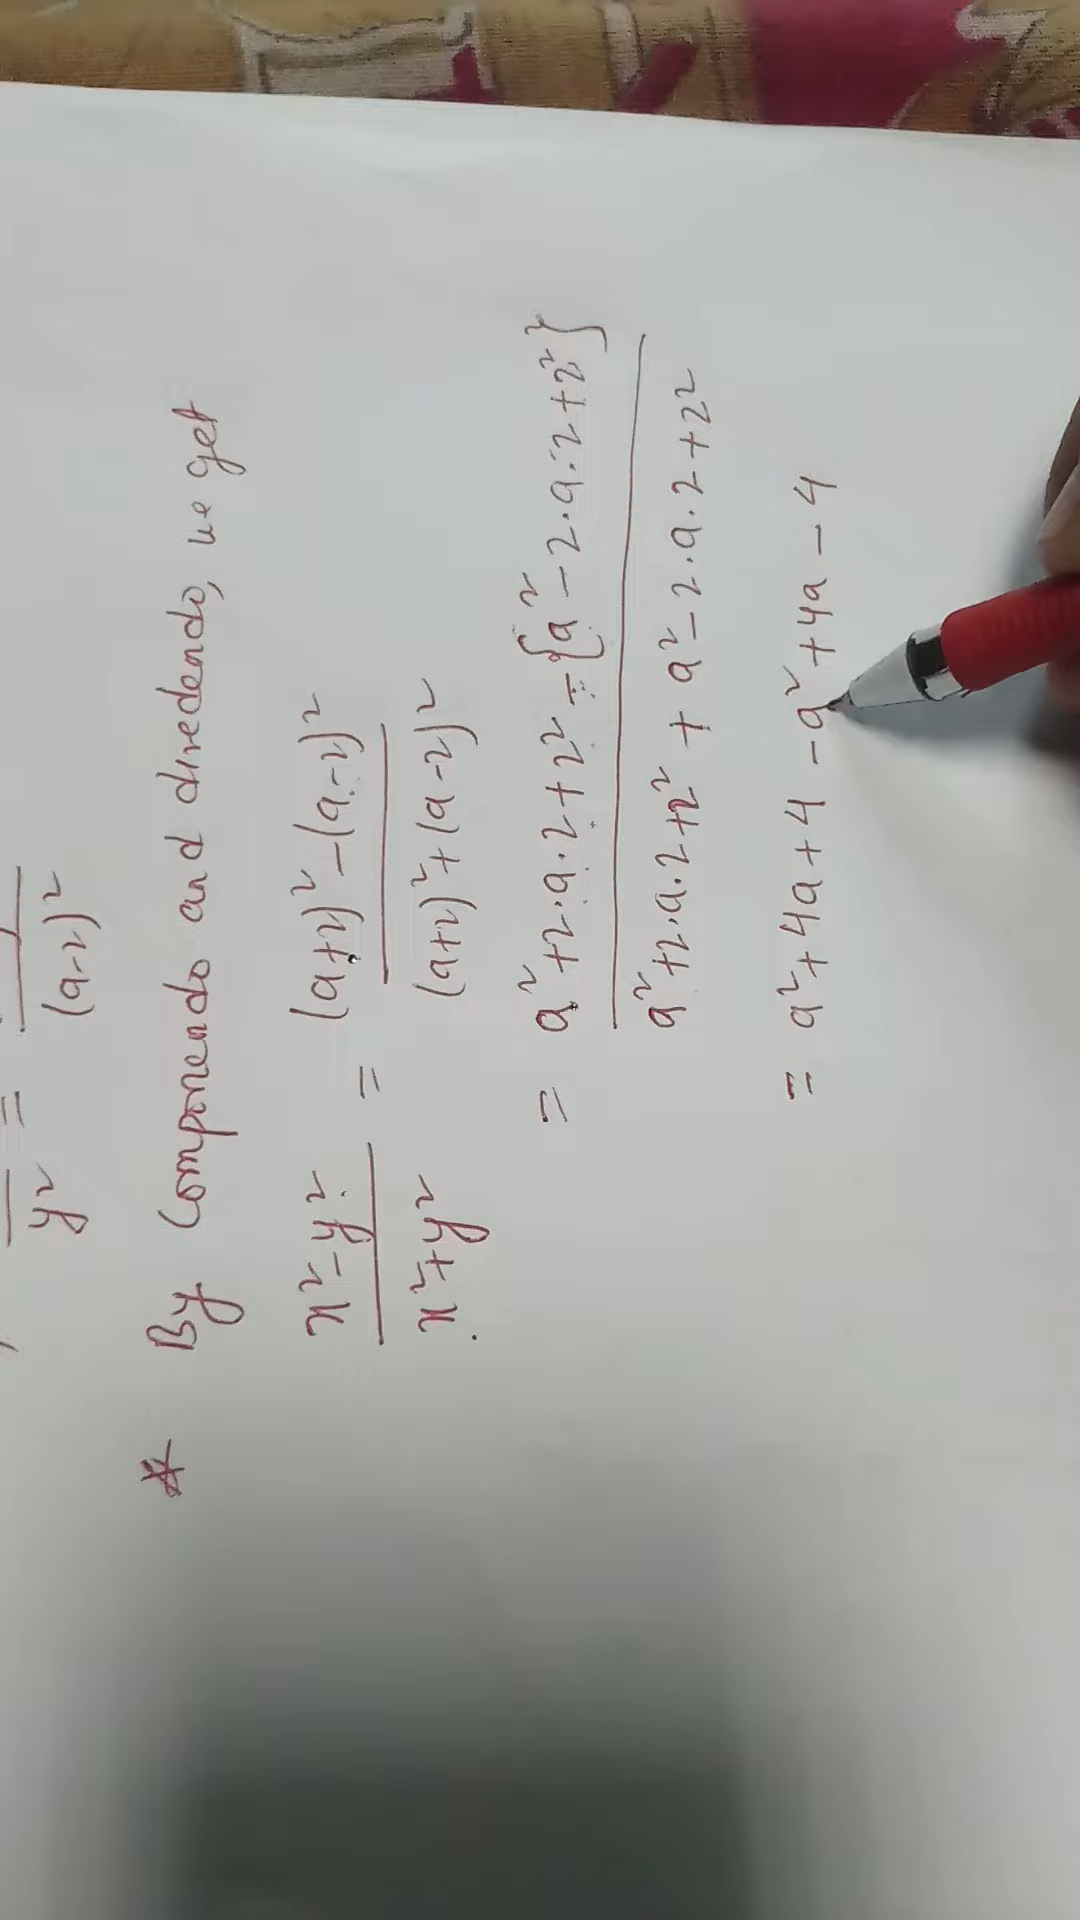 y² = (a-2)²
* By Componendo and diredendo, we get
x²-y² / x²+y² = (a+2)²-(a-2)² / (a+2)²+(a-2)²
= a²+2·a·2+2²-{a²-2·a·2+2²} / a²+2·a·2+2² + a²-2·a·2+22
= a²+4a+4-a²+4a-4